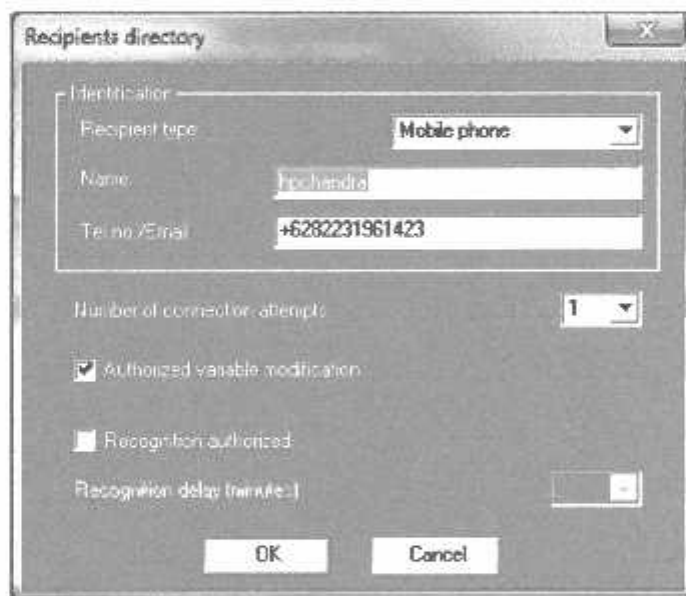 Recipients directory
Identification
Recipient type
Mobile phone
Name
hpchandra
Tel no./Email
+6282231961423
Number of connection attempts
1
Authorized variable modification
Recognition authorized
Recognition delay (minutes)
OK
Cancel